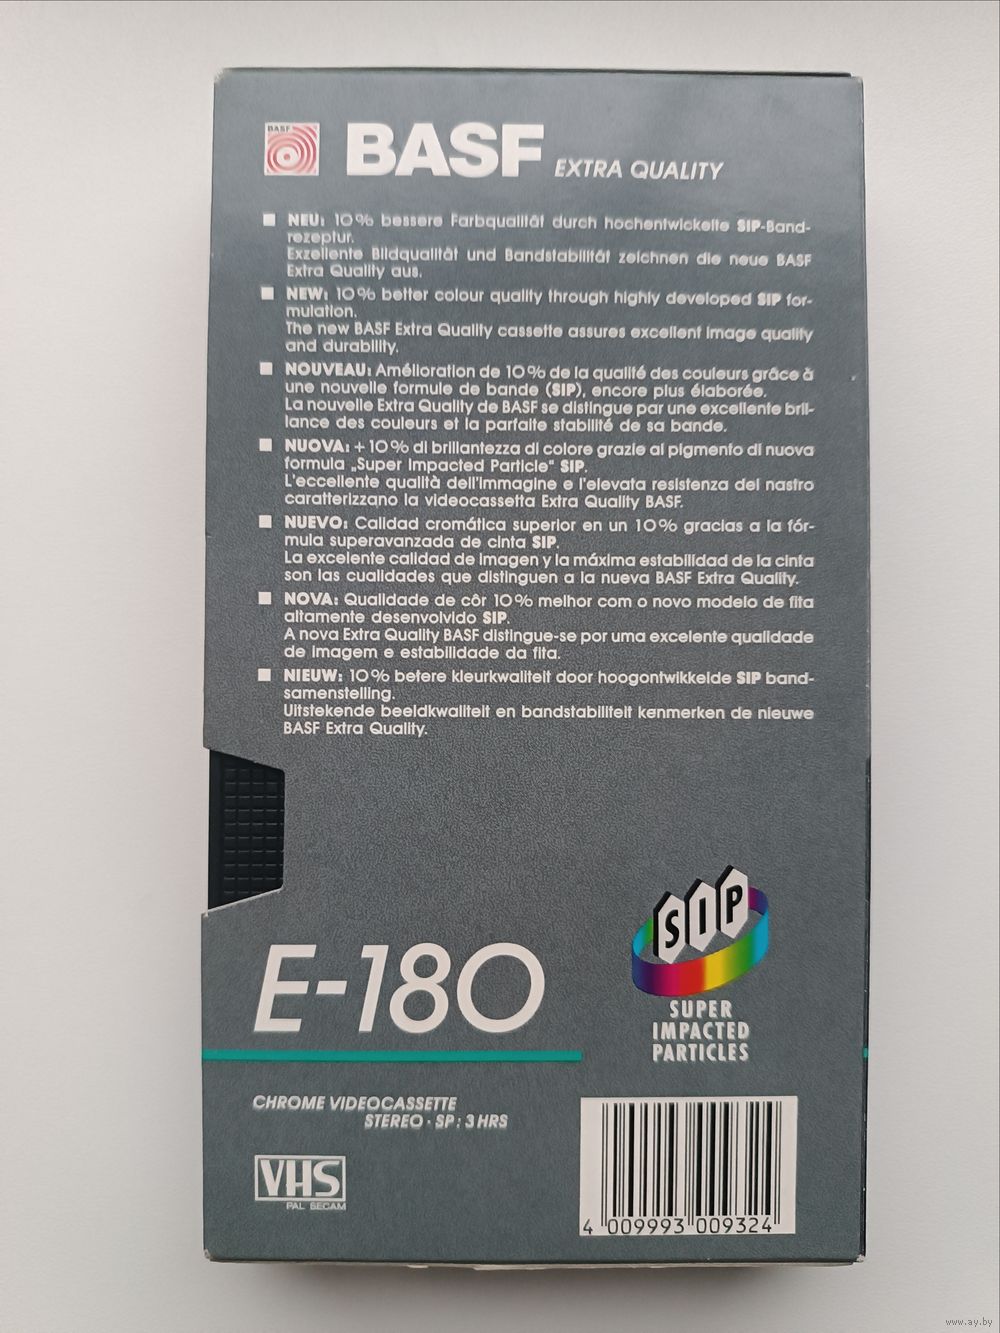 BASF
BASF EXTRA QUALITY
NEU: 10% bessere Farbqualität durch hochentwickelte SIP-Band-
rezeptur.
Exzellente Bildqualität und Bandstabilität zeichnen die neue BASF
Extra Quality aus.
NEW: 10% better colour quality through highly developed SIP for-
mulation.
The new BASF Extra Quality cassette assures excellent image quality
and durability.
NOUVEAU: Amélioration de 10% de la qualité des couleurs grâce à
une nouvelle formule de bande (SIP), encore plus élaborée.
La nouvelle Extra Quality de BASF se distingue par une excellente bril-
lance des couleurs et la parfaite stabilité de sa bande.
NUOVA: + 10% di brillantezza di colore grazie al pigmento di nuova
formula „Super Impacted Particle" SIP.
L'eccellente qualità dell'immagine e l'elevata resistenza del nastro
caratterizzano la videocassetta Extra Quality BASF.
NUEVO: Calidad cromática superior en un 10% gracias a la fór-
mula superavanzada de cinta SIP.
La excelente calidad de imagen y la máxima estabilidad de la cinta
son las cualidades que distinguen a la nueva BASF Extra Quality.
NOVA: Qualidade de côr 10% melhor com o novo modelo de fita
altamente desenvolvido SIP.
A nova Extra Quality BASF distingue-se por uma excelente qualidade
de imagem e estabilidade da fita.
NIEUW: 10% betere kleurkwaliteit door hoogontwikkelde SIP band-
samenstelling.
Uitstekende beeldkwaliteit en bandstabiliteit kenmerken de nieuwe
BASF Extra Quality.
SIP
E-180
SUPER
IMPACTED
PARTICLES
CHROME VIDEOCASSETTE
STEREO · SP: 3 HRS
VHS
PAL SECAM
4 009993 009324
www.ay.by